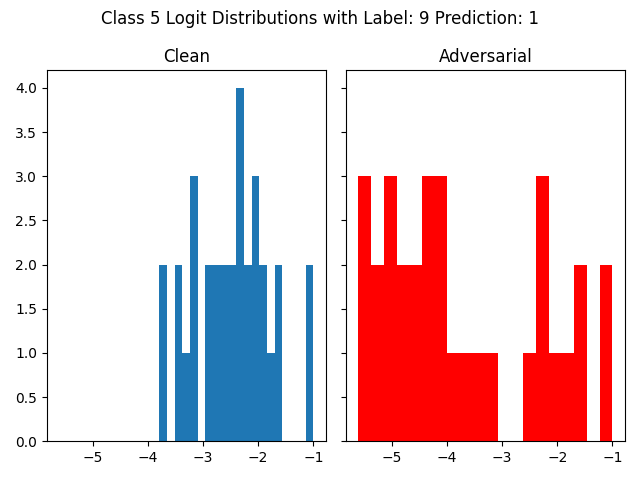 Class 5 Logit Distributions with Label: 9 Prediction: 1
Clean
Adversarial
4.0
3.5
3.0
2.5
2.0
1.5
1.0
0.5
0.0
−5 −4 −3 −2 −1
−5 −4 −3 −2 −1